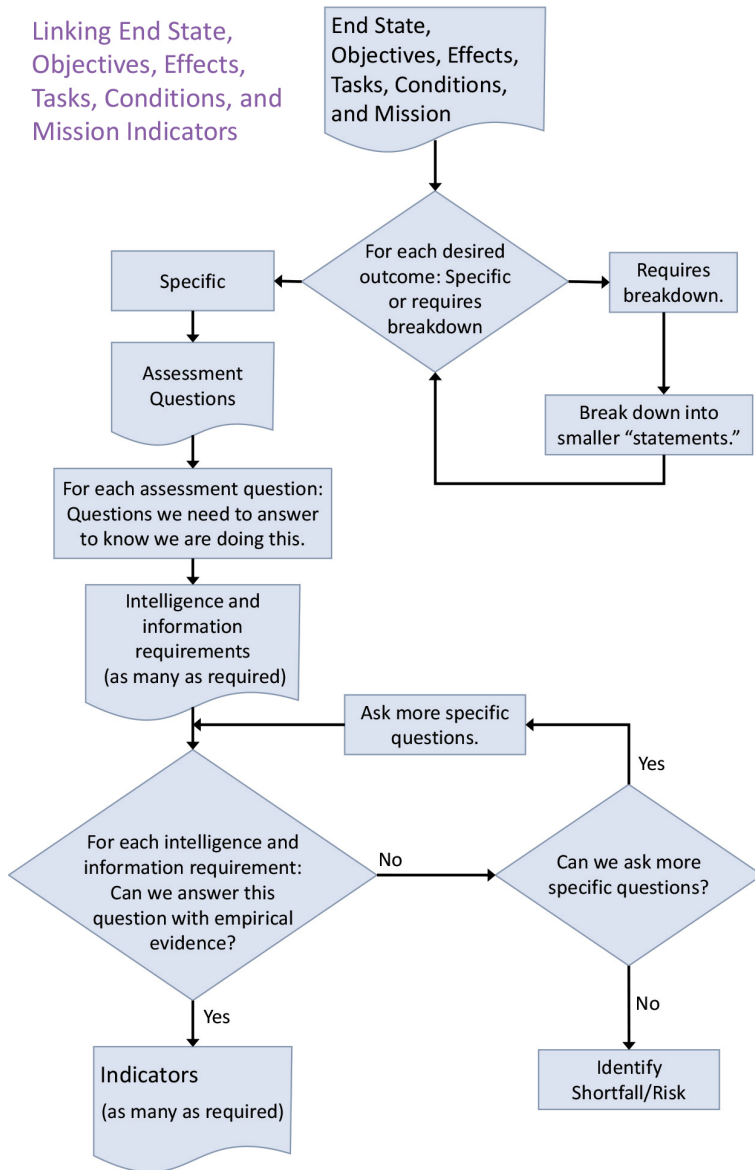 Linking End State,
Objectives, Effects,
Tasks, Conditions, and
Mission Indicators
End State,
Objectives, Effects,
Tasks, Conditions,
and Mission
For each desired
outcome: Specific
or requires
breakdown
Specific
Requires
breakdown.
Assessment
Questions
Break down into
smaller “statements.”
For each assessment question:
Questions we need to answer
to know we are doing this.
Intelligence and
information
requirements
(as many as required)
Ask more specific
questions.
Yes
For each intelligence and
information requirement:
Can we answer this
question with empirical
evidence?
No
Can we ask more
specific questions?
Yes
No
Indicators
(as many as required)
Identify
Shortfall/Risk